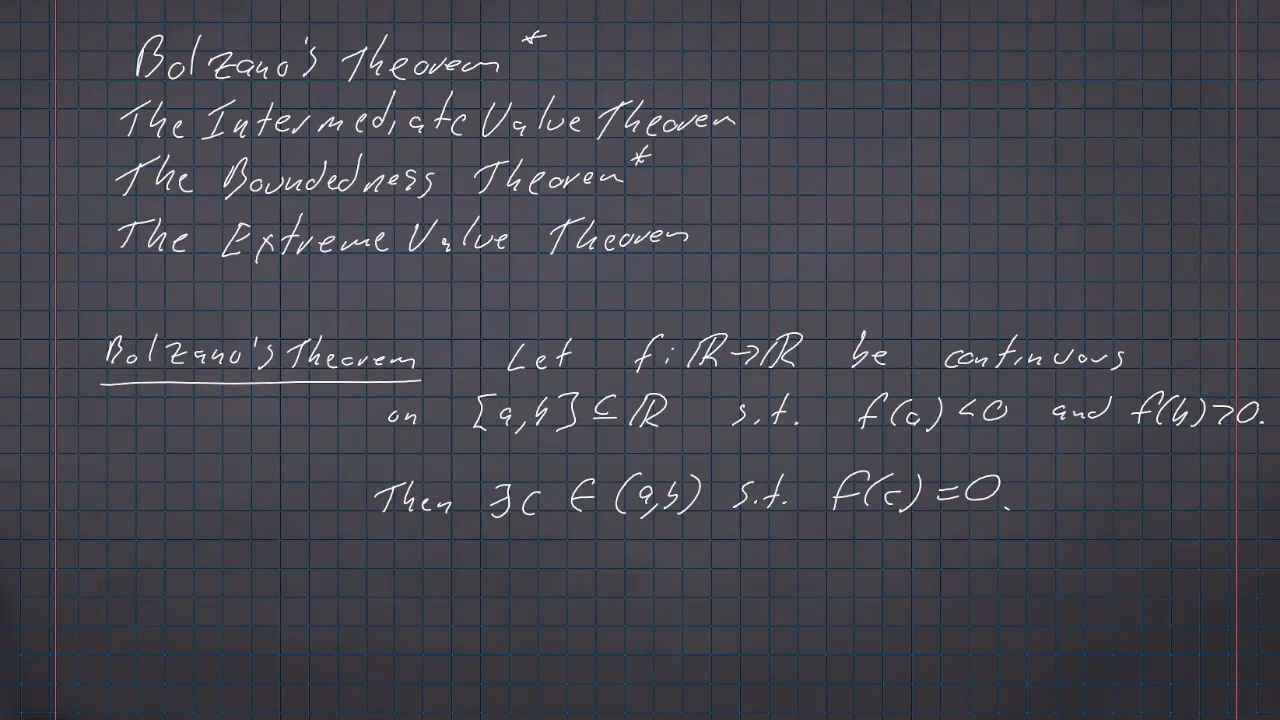 Bolzano's Theorem*
The Intermediate Value Theorem
The Boundedness Theorem*
The Extreme Value Theorem
Bolzano's Theorem Let f:ℝ→ℝ be continuous
on [a,b]⊆ℝ s.t. f(a)<0 and f(b)>0.
Then ∃c ∈ (a,b) s.t. f(c)=0.